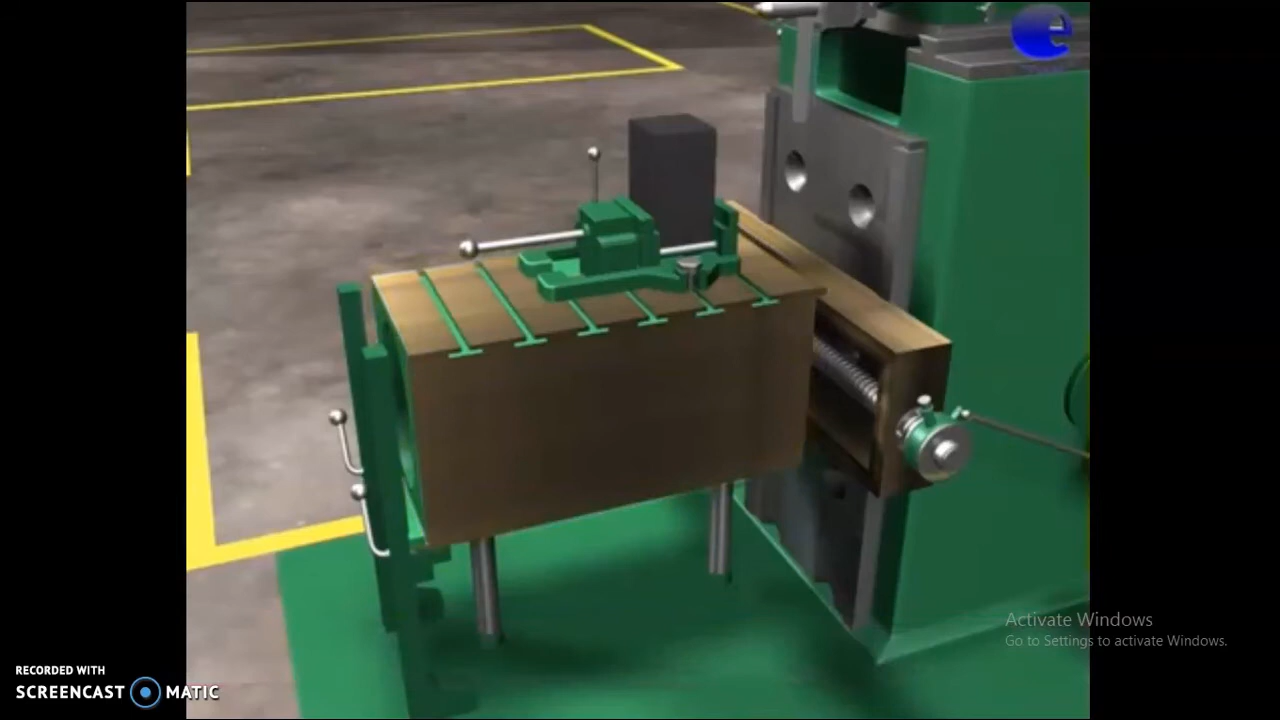 e
Activate Windows
Go to Settings to activate Windows.
RECORDED WITH
SCREENCAST MATIC